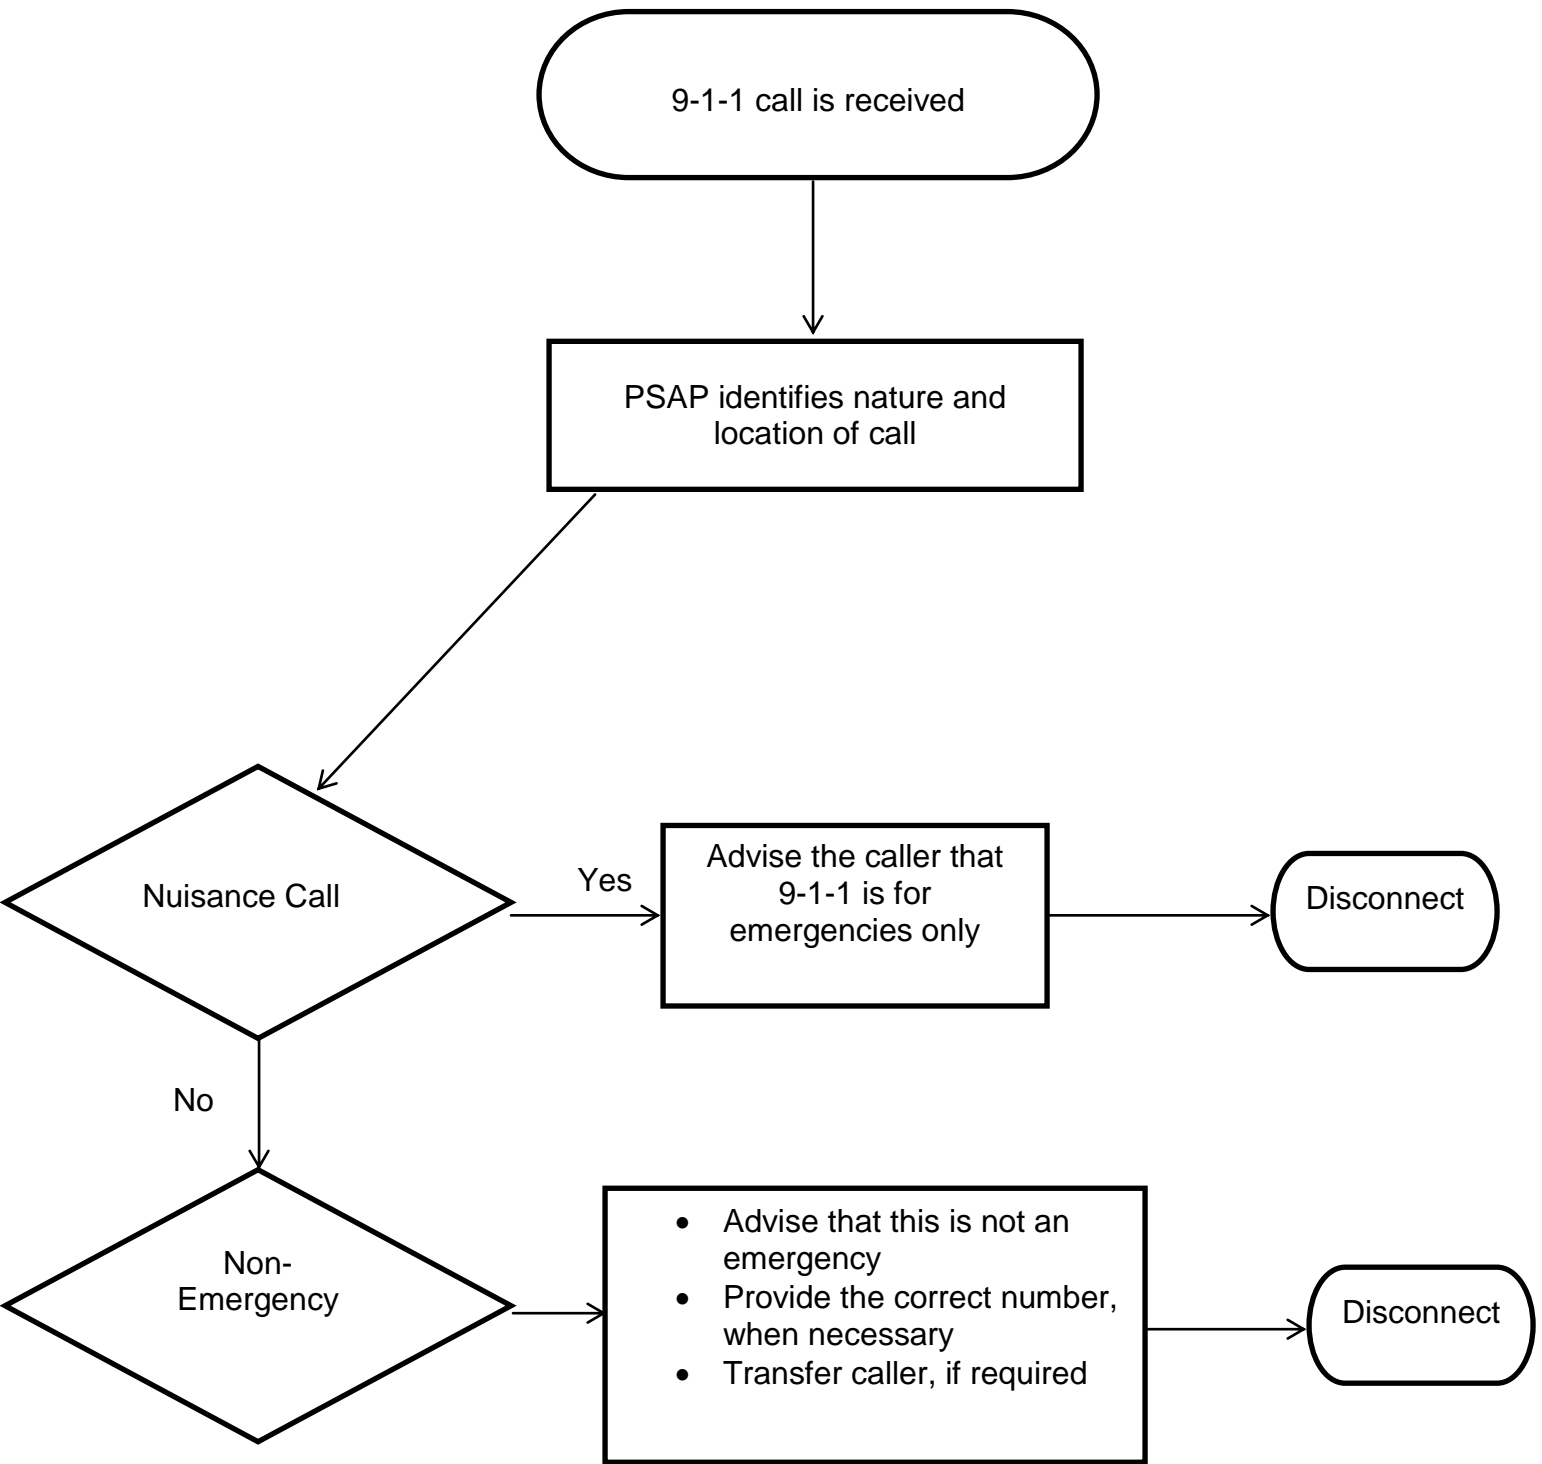 9-1-1 call is received
PSAP identifies nature and
location of call
Nuisance Call
Yes
Advise the caller that
9-1-1 is for
emergencies only
Disconnect
No
Non-
Emergency
• Advise that this is not an
emergency
• Provide the correct number,
when necessary
• Transfer caller, if required
Disconnect